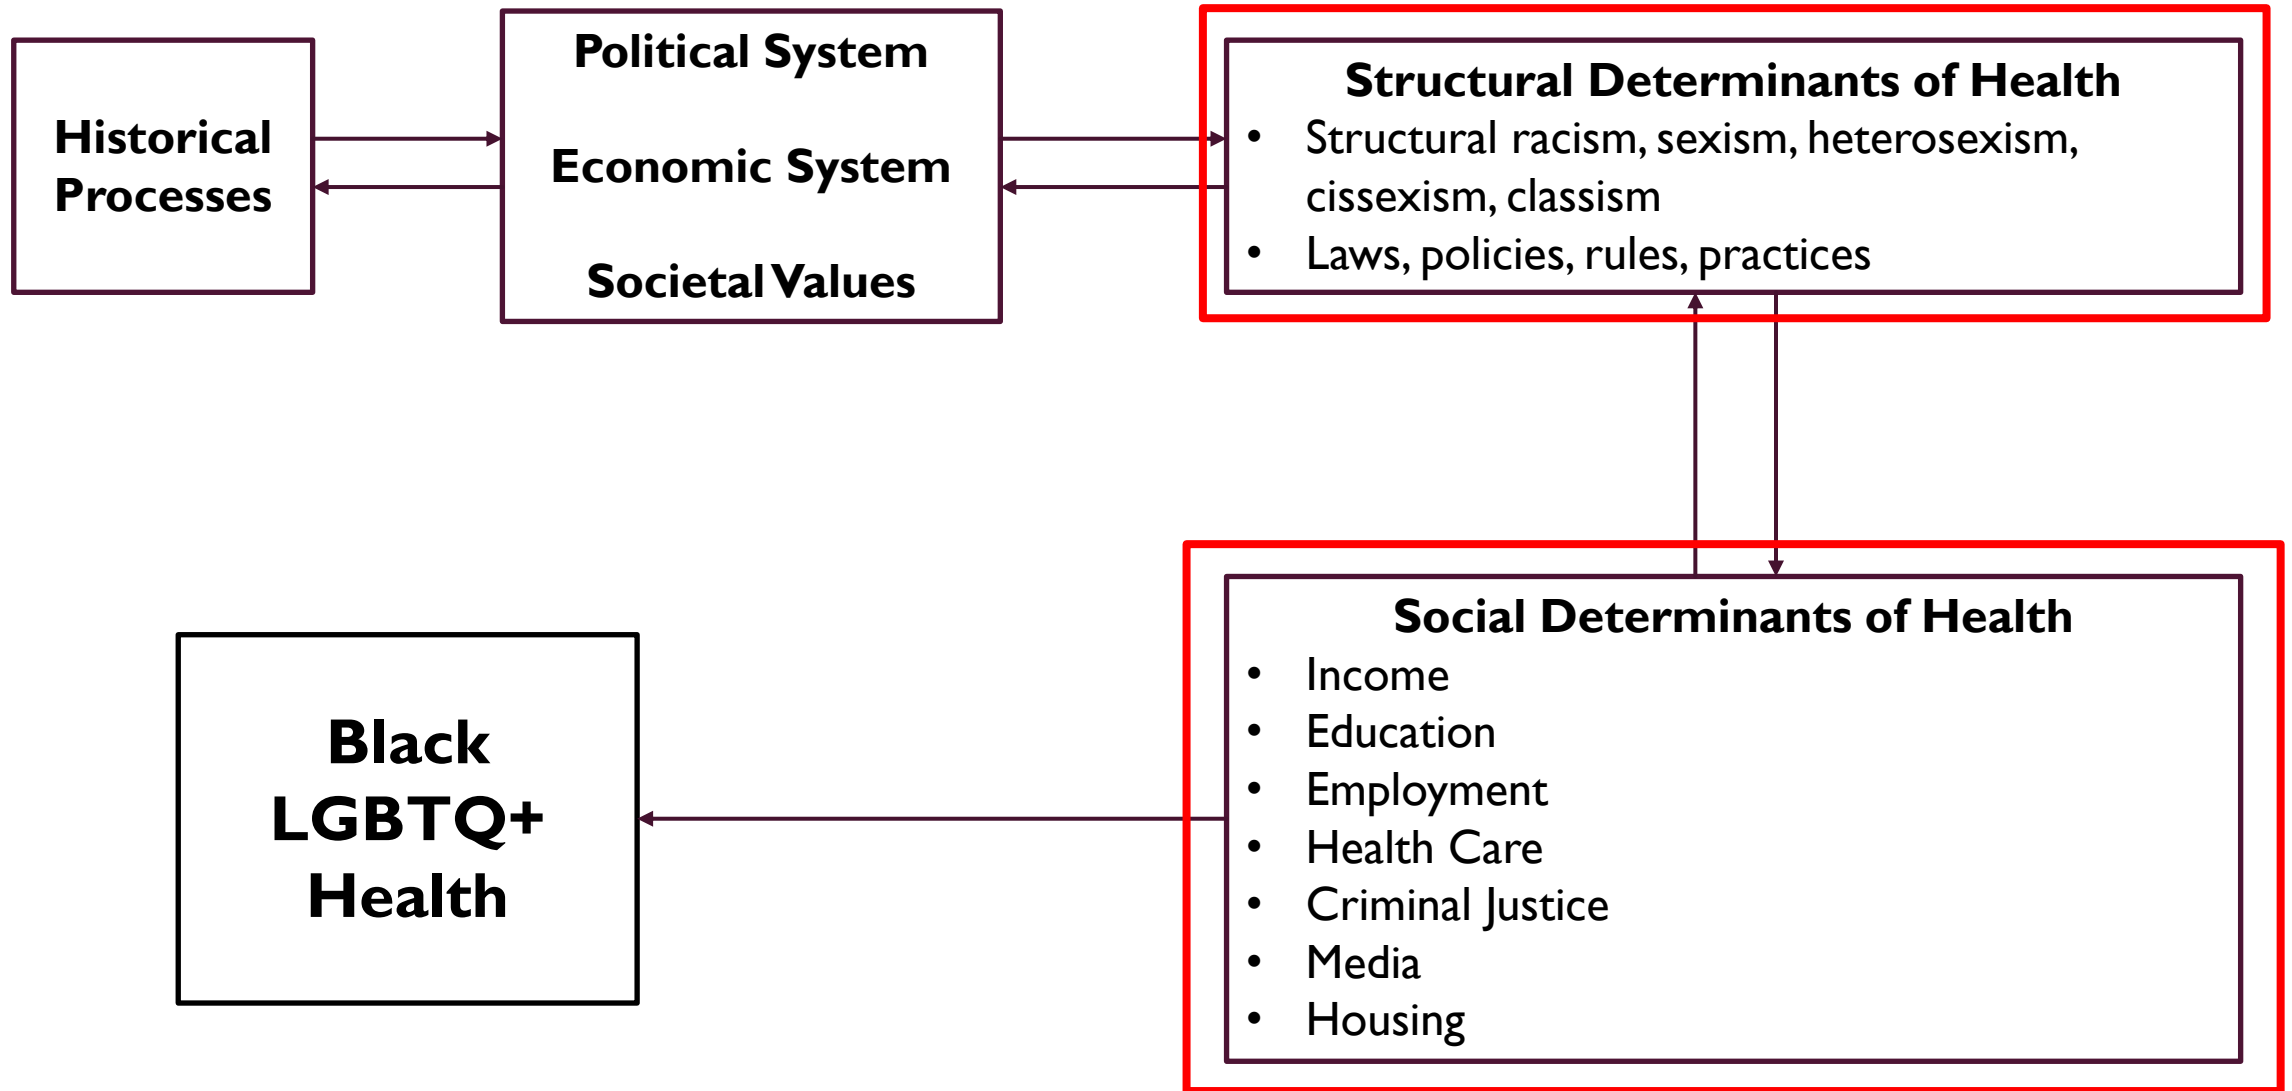 Historical
Processes
Political System
Economic System
Societal Values
Structural Determinants of Health
• Structural racism, sexism, heterosexism,
cissexism, classism
• Laws, policies, rules, practices
Social Determinants of Health
• Income
• Education
• Employment
• Health Care
• Criminal Justice
• Media
• Housing
Black
LGBTQ+
Health